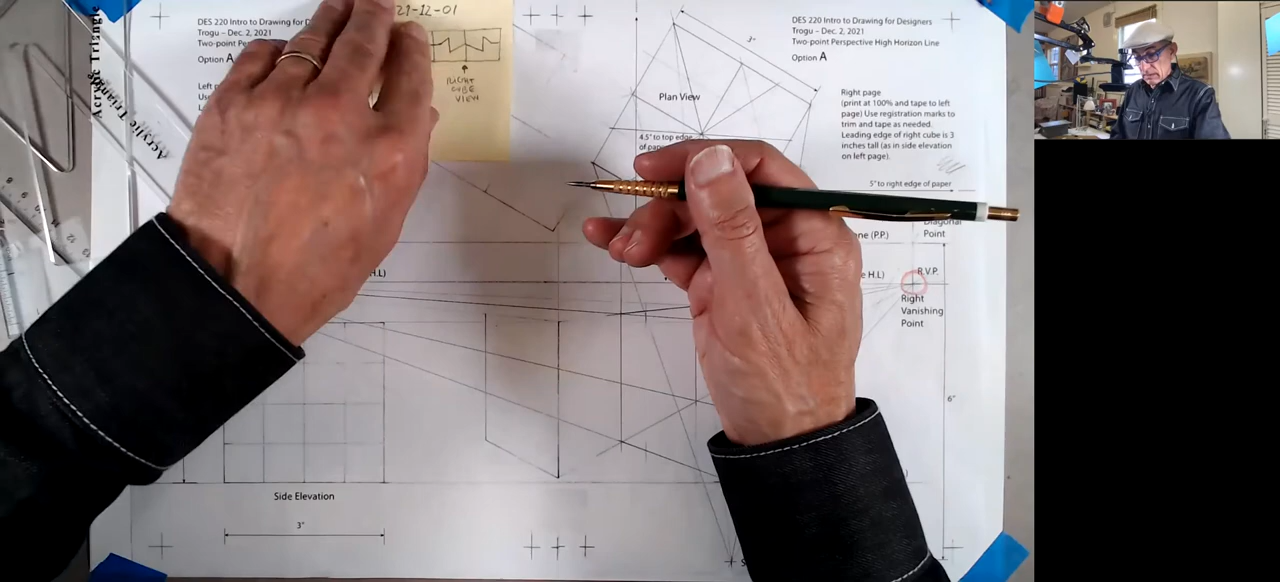 DES 220 Intro to Drawing for D
Trogu – Dec. 2, 2021
Two-point Pe
Option A
Left p
21-12-01
RIGHT
CUBE
VIEW
DES 220 Intro to Drawing for Designers
Trogu – Dec. 2, 2021
Two-point Perspective High Horizon Line
Option A
3"
Plan View
4.5" to top edge
of pape
Right page
(print at 100% and tape to left
page) Use registration marks to
trim and tape as needed.
Leading edge of right cube is 3
inches tall (as in side elevation
on left page).
5" to right edge of paper
Diagonal
Point
ne (P.P.)
H.L)
e H.L)
R.V.P.
Right
Vanishing
Point
6"
Side Elevation
3"
Acrylic Triangle
Acrylic Triangle